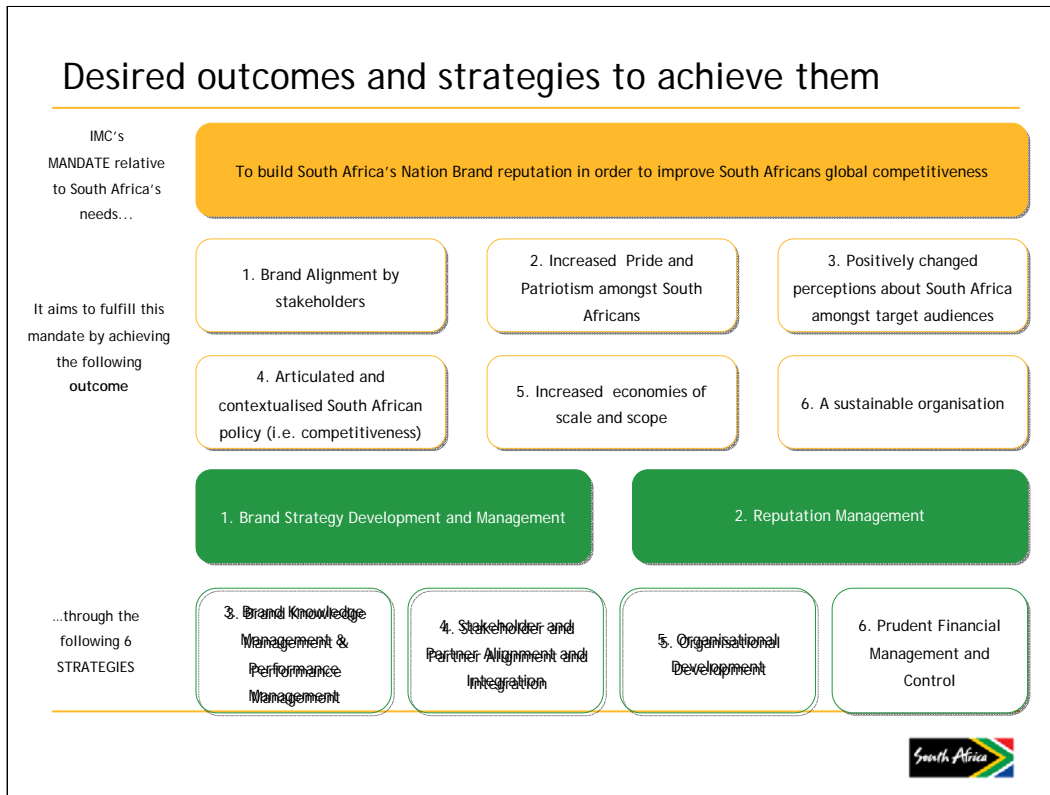 Desired outcomes and strategies to achieve them
IMC's
MANDATE relative
to South Africa's
needs…
To build South Africa's Nation Brand reputation in order to improve South Africans global competitiveness
It aims to fulfill this
mandate by achieving
the following
outcome
1. Brand Alignment by
stakeholders
2. Increased Pride and
Patriotism amongst South
Africans
3. Positively changed
perceptions about South Africa
amongst target audiences
4. Articulated and
contextualised South African
policy (i.e. competitiveness)
5. Increased economies of
scale and scope
6. A sustainable organisation
1. Brand Strategy Development and Management
2. Reputation Management
…through the
following 6
STRATEGIES
3. Brand Knowledge
Management &
Performance
Management
4. Stakeholder and
Partner Alignment and
Integration
5. Organisational
Development
6. Prudent Financial
Management and
Control
South Africa